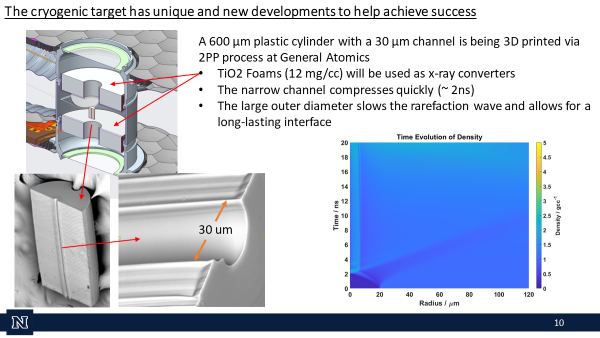 The cryogenic target has unique and new developments to help achieve success
A 600 μm plastic cylinder with a 30 μm channel is being 3D printed via
2PP process at General Atomics
• TiO2 Foams (12 mg/cc) will be used as x-ray converters
• The narrow channel compresses quickly (~ 2ns)
• The large outer diameter slows the rarefaction wave and allows for a
long-lasting interface
30 um
Time Evolution of Density
20
18
16
14
12
10
8
6
4
2
0
Time / ns
0 20 40 60 80 100 120
Radius / μm
5
4.5
4
3.5
3
2.5
2
1.5
1
0.5
0
Density / gcc⁻¹
N
10